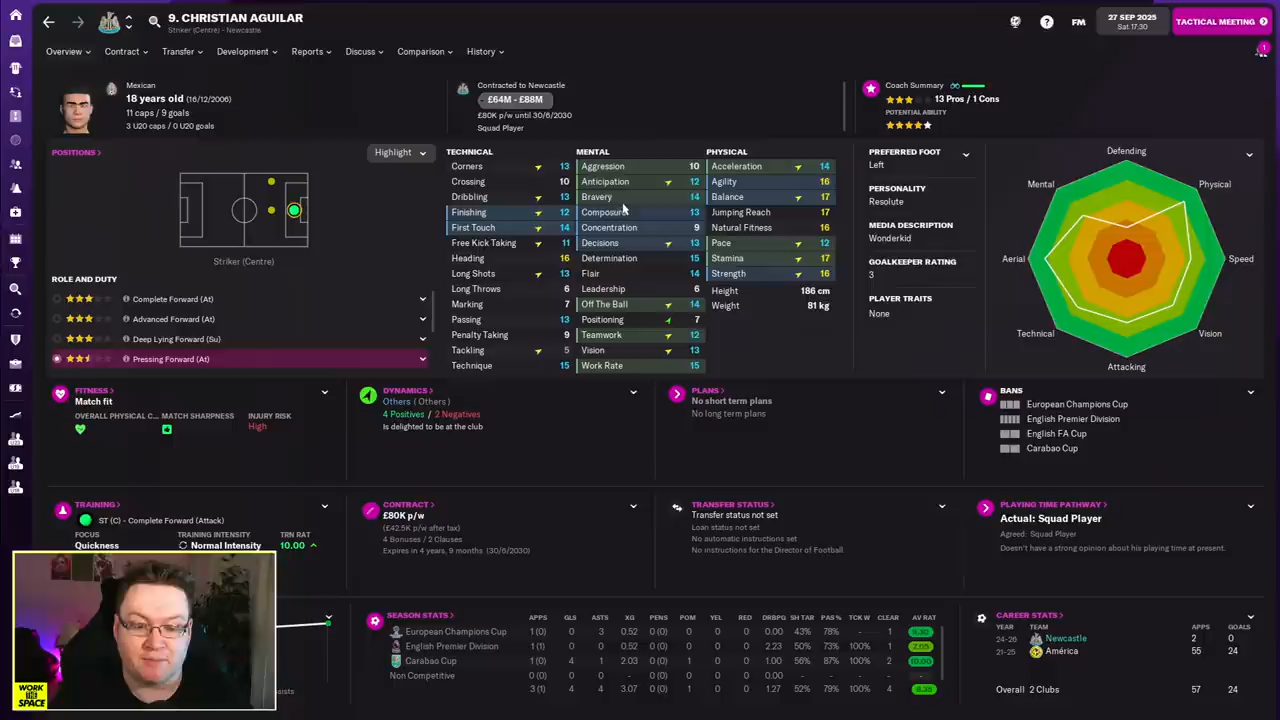 9. CHRISTIAN AGUILAR
Striker (Centre) - Newcastle
FM
27 SEP 2025
Sat 17:30
TACTICAL MEETING
Overview
Contract
Transfer
Development
Reports
Discuss
Comparison
History
1
Mexican
18 years old (16/12/2006)
11 caps / 9 goals
3 U20 caps / 0 U20 goals
Contracted to Newcastle
£64M - £88M
£80K p/w until 30/6/2030
Squad Player
Coach Summary
13 Pros / 1 Cons
POTENTIAL ABILITY
POSITIONS >
Highlight
Striker (Centre)
ROLE AND DUTY
Complete Forward (At)
Advanced Forward (At)
Deep Lying Forward (Su)
Pressing Forward (At)
TECHNICAL
Corners 13
Crossing 10
Dribbling 13
Finishing 12
First Touch 14
Free Kick Taking 11
Heading 16
Long Shots 13
Long Throws 6
Marking 7
Passing 13
Penalty Taking 9
Tackling 5
Technique 15
MENTAL
Aggression 10
Anticipation 12
Bravery 14
Composure 13
Concentration 9
Decisions 13
Determination 15
Flair 14
Leadership 6
Off The Ball 14
Positioning 7
Teamwork 12
Vision 13
Work Rate 15
PHYSICAL
Acceleration 14
Agility 16
Balance 17
Jumping Reach 17
Natural Fitness 16
Pace 12
Stamina 17
Strength 16
Height 186 cm
Weight 81 kg
PREFERRED FOOT
Left
PERSONALITY
Resolute
MEDIA DESCRIPTION
Wonderkid
GOALKEEPER RATING
3
PLAYER TRAITS
None
Defending
Physical
Speed
Vision
Attacking
Technical
Aerial
Mental
FITNESS >
Match fit
OVERALL PHYSICAL C... MATCH SHARPNESS INJURY RISK
High
DYNAMICS >
Others ( Others )
4 Positives / 2 Negatives
Is delighted to be at the club
PLANS >
No short term plans
No long term plans
BANS
European Champions Cup
English Premier Division
English FA Cup
Carabao Cup
TRAINING >
ST (C) - Complete Forward (Attack)
FOCUS TRAINING INTENSITY TRN RAT
Quickness Normal Intensity 10.00
CONTRACT >
£80K p/w
(£42.5K p/w after tax)
4 Bonuses / 2 Clauses
Expires in 4 years, 9 months (30/6/2030)
TRANSFER STATUS >
Transfer status not set
Loan status not set
No automatic instructions set
No instructions for the Director of Football
PLAYING TIME PATHWAY >
Actual: Squad Player
Agreed: Squad Player
Doesn't have a strong opinion about his playing time at present.
WORK
THE
SPACE
SEASON STATS > APPS GLS ASTS XG PENS POM YEL RED DRBPG SH TAR PAS % TCK W CLEAR AV RAT
European Champions Cup 1 (0) 0 3 0.52 0 (0) 0 0 0 0.00 43% 78% - 1
English Premier Division 1 (1) 0 0 0.52 0 (0) 0 0 0 2.23 50% 73% 100% 1
Carabao Cup 1 (0) 4 1 2.03 0 (0) 1 0 0 1.00 56% 87% 100% 2 10.00
Non Competitive 0 (0) 0 0 - 0 (0) 0 0 0 0.00 - - - - -
3 (1) 4 4 3.07 0 (0) 1 0 0 1.27 52% 79% 100% 4
CAREER STATS >
YEAR TEAM APPS GOALS
24-26 Newcastle 2 0
21-25 América 55 24
Overall 2 Clubs 57 24